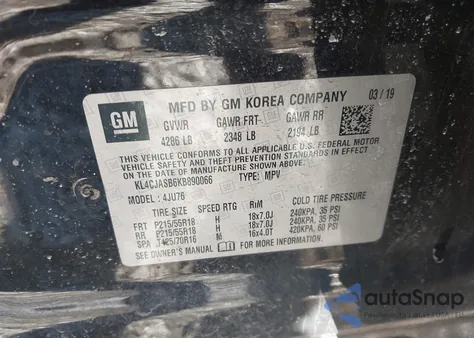 GM
MFD BY GM KOREA COMPANY
03/19
GVWR GAWR FRT GAWR RR
4286 LB 2348 LB 2194 LB
THIS VEHICLE CONFORMS TO ALL APPLICABLE U.S. FEDERAL MOTOR
VEHICLE SAFETY AND THEFT PREVENTION STANDARDS IN EFFECT ON
THE DATE OF MANUFACTURE SHOWN ABOVE.
KL4CJASB6KB890066 TYPE: MPV
MODEL: 4JU76
TIRE SIZE SPEED RTG RIM COLD TIRE PRESSURE
FRT P215/55R18 H 18x7.0J 240KPA, 35 PSI
RR P215/55R18 H 18x7.0J 240KPA, 35 PSI
SPA T125/70R16 M 16x4.0T 420KPA, 60 PSI
SEE OWNER'S MANUAL FOR MORE INFORMATION.
autoSnap